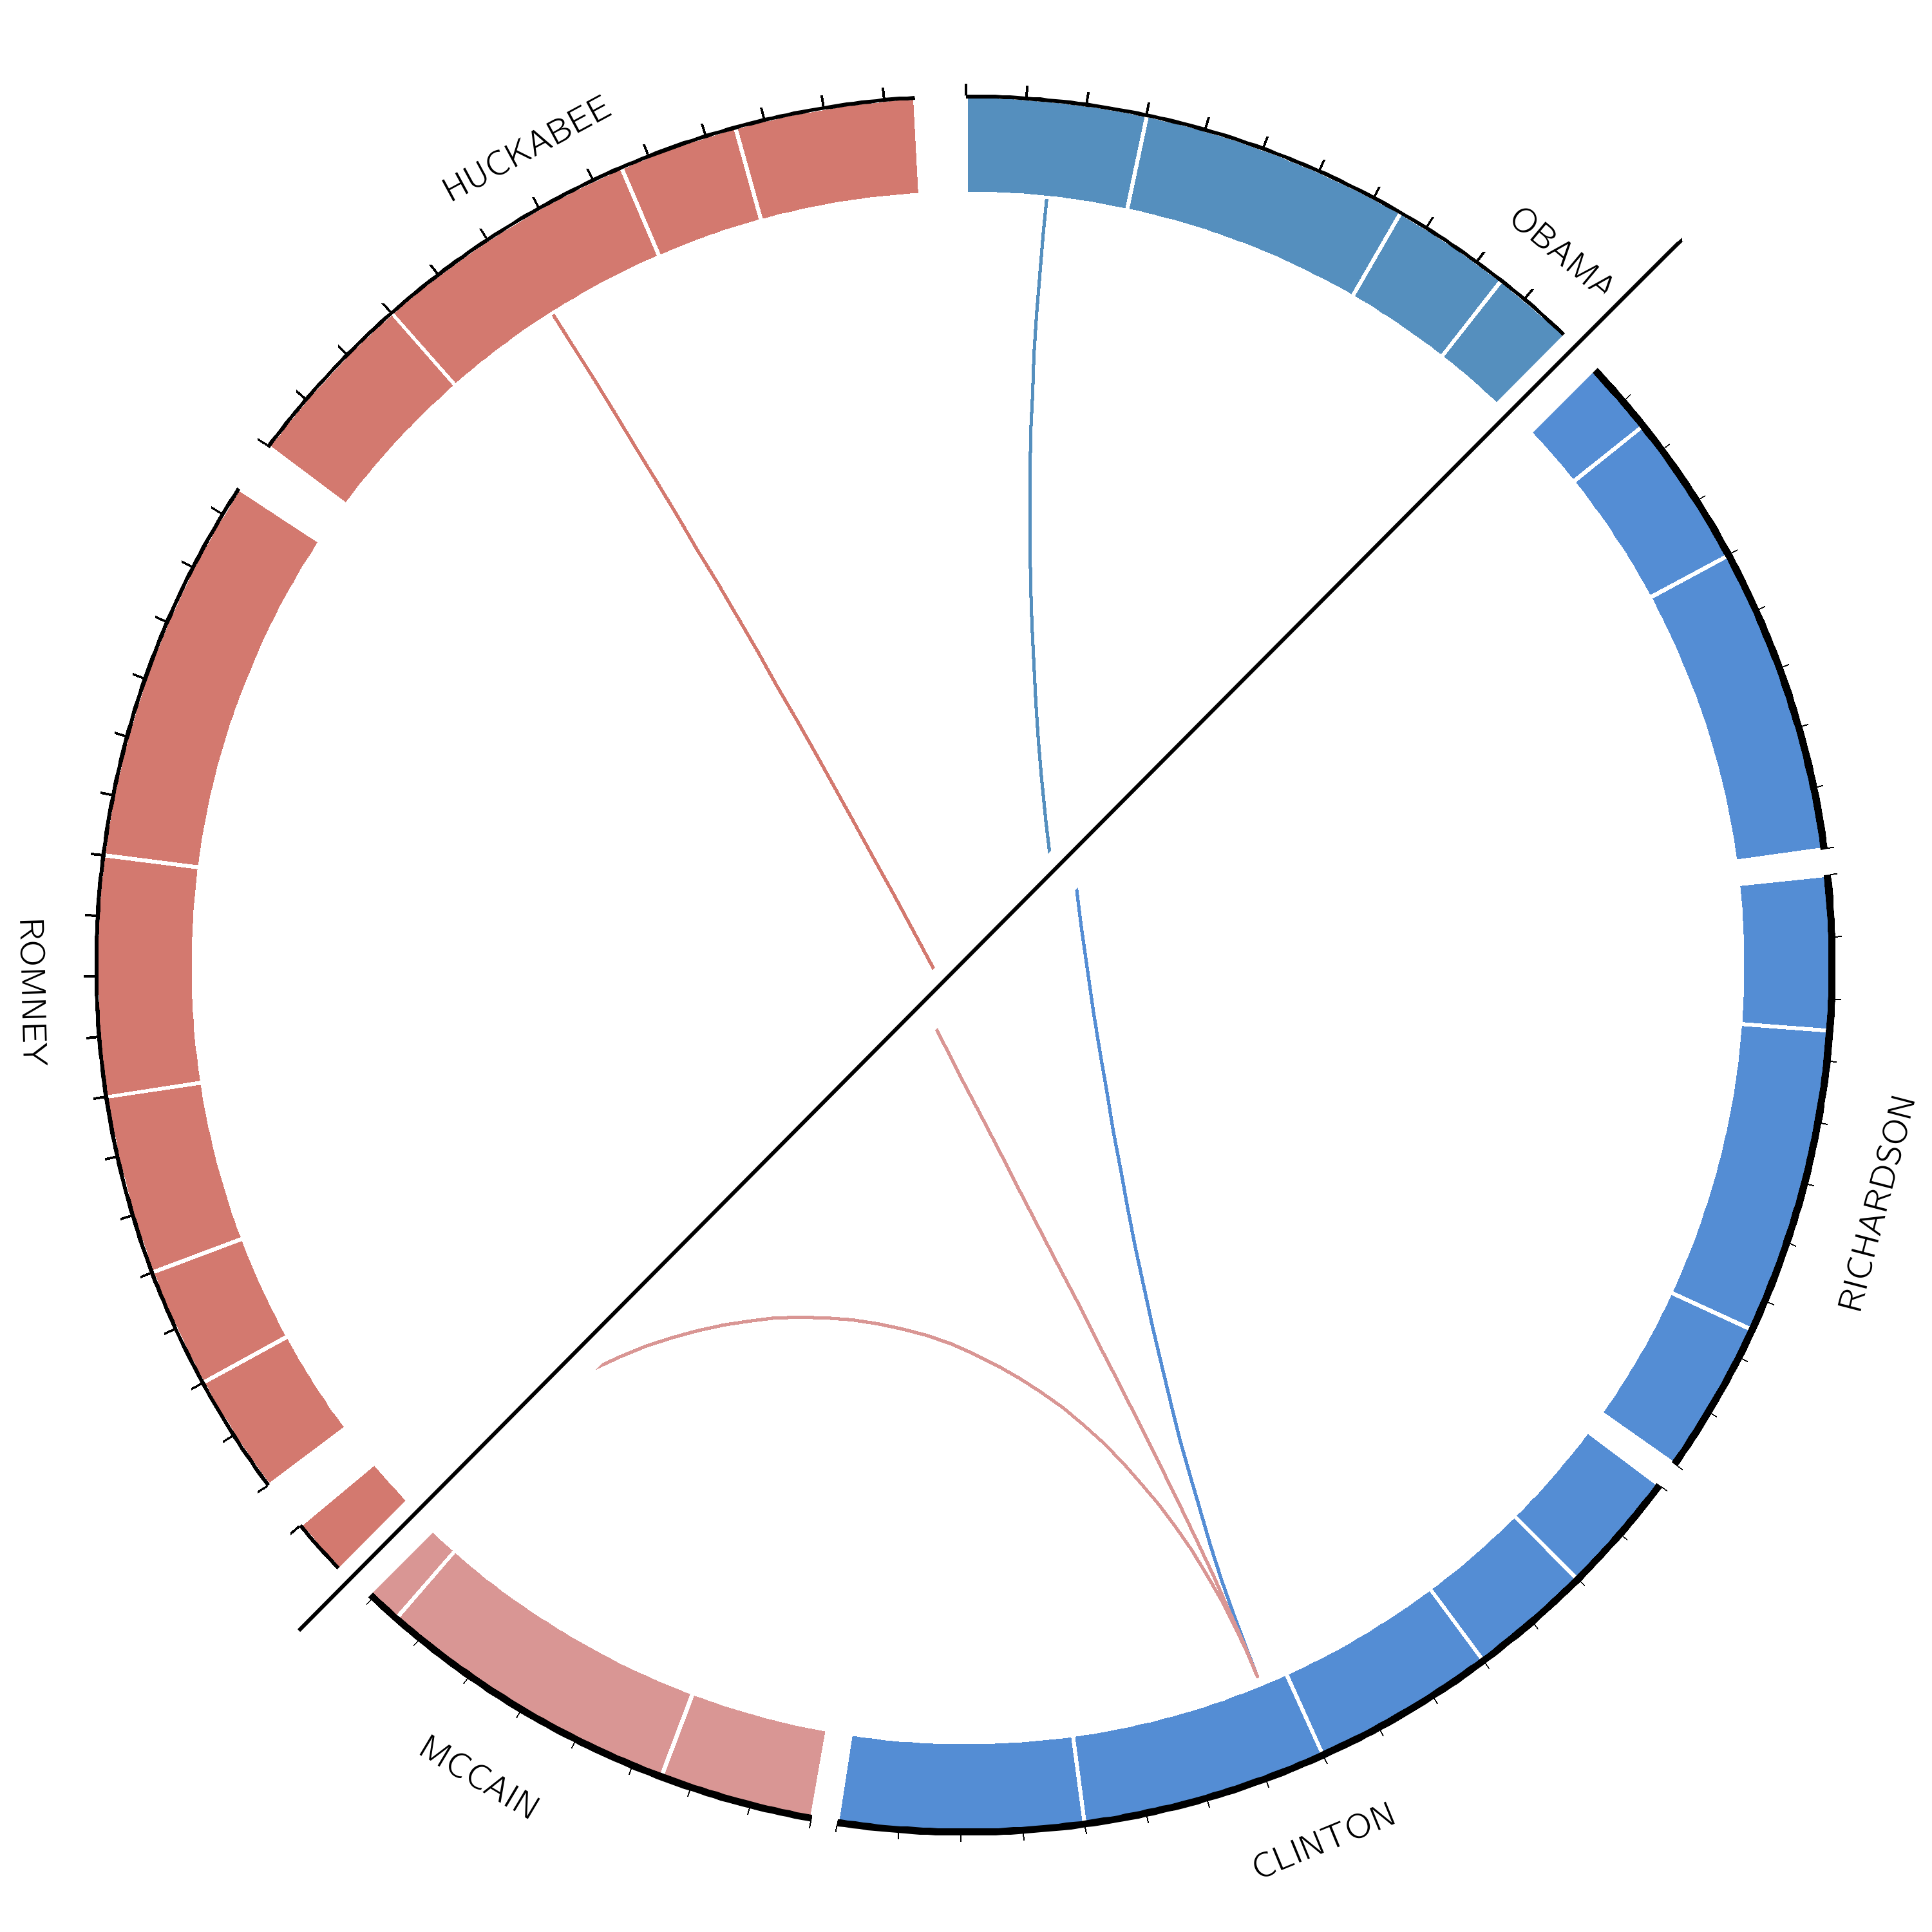 HUCKABEE
OBAMA
ROMNEY
RICHARDSON
MCCAIN
CLINTON